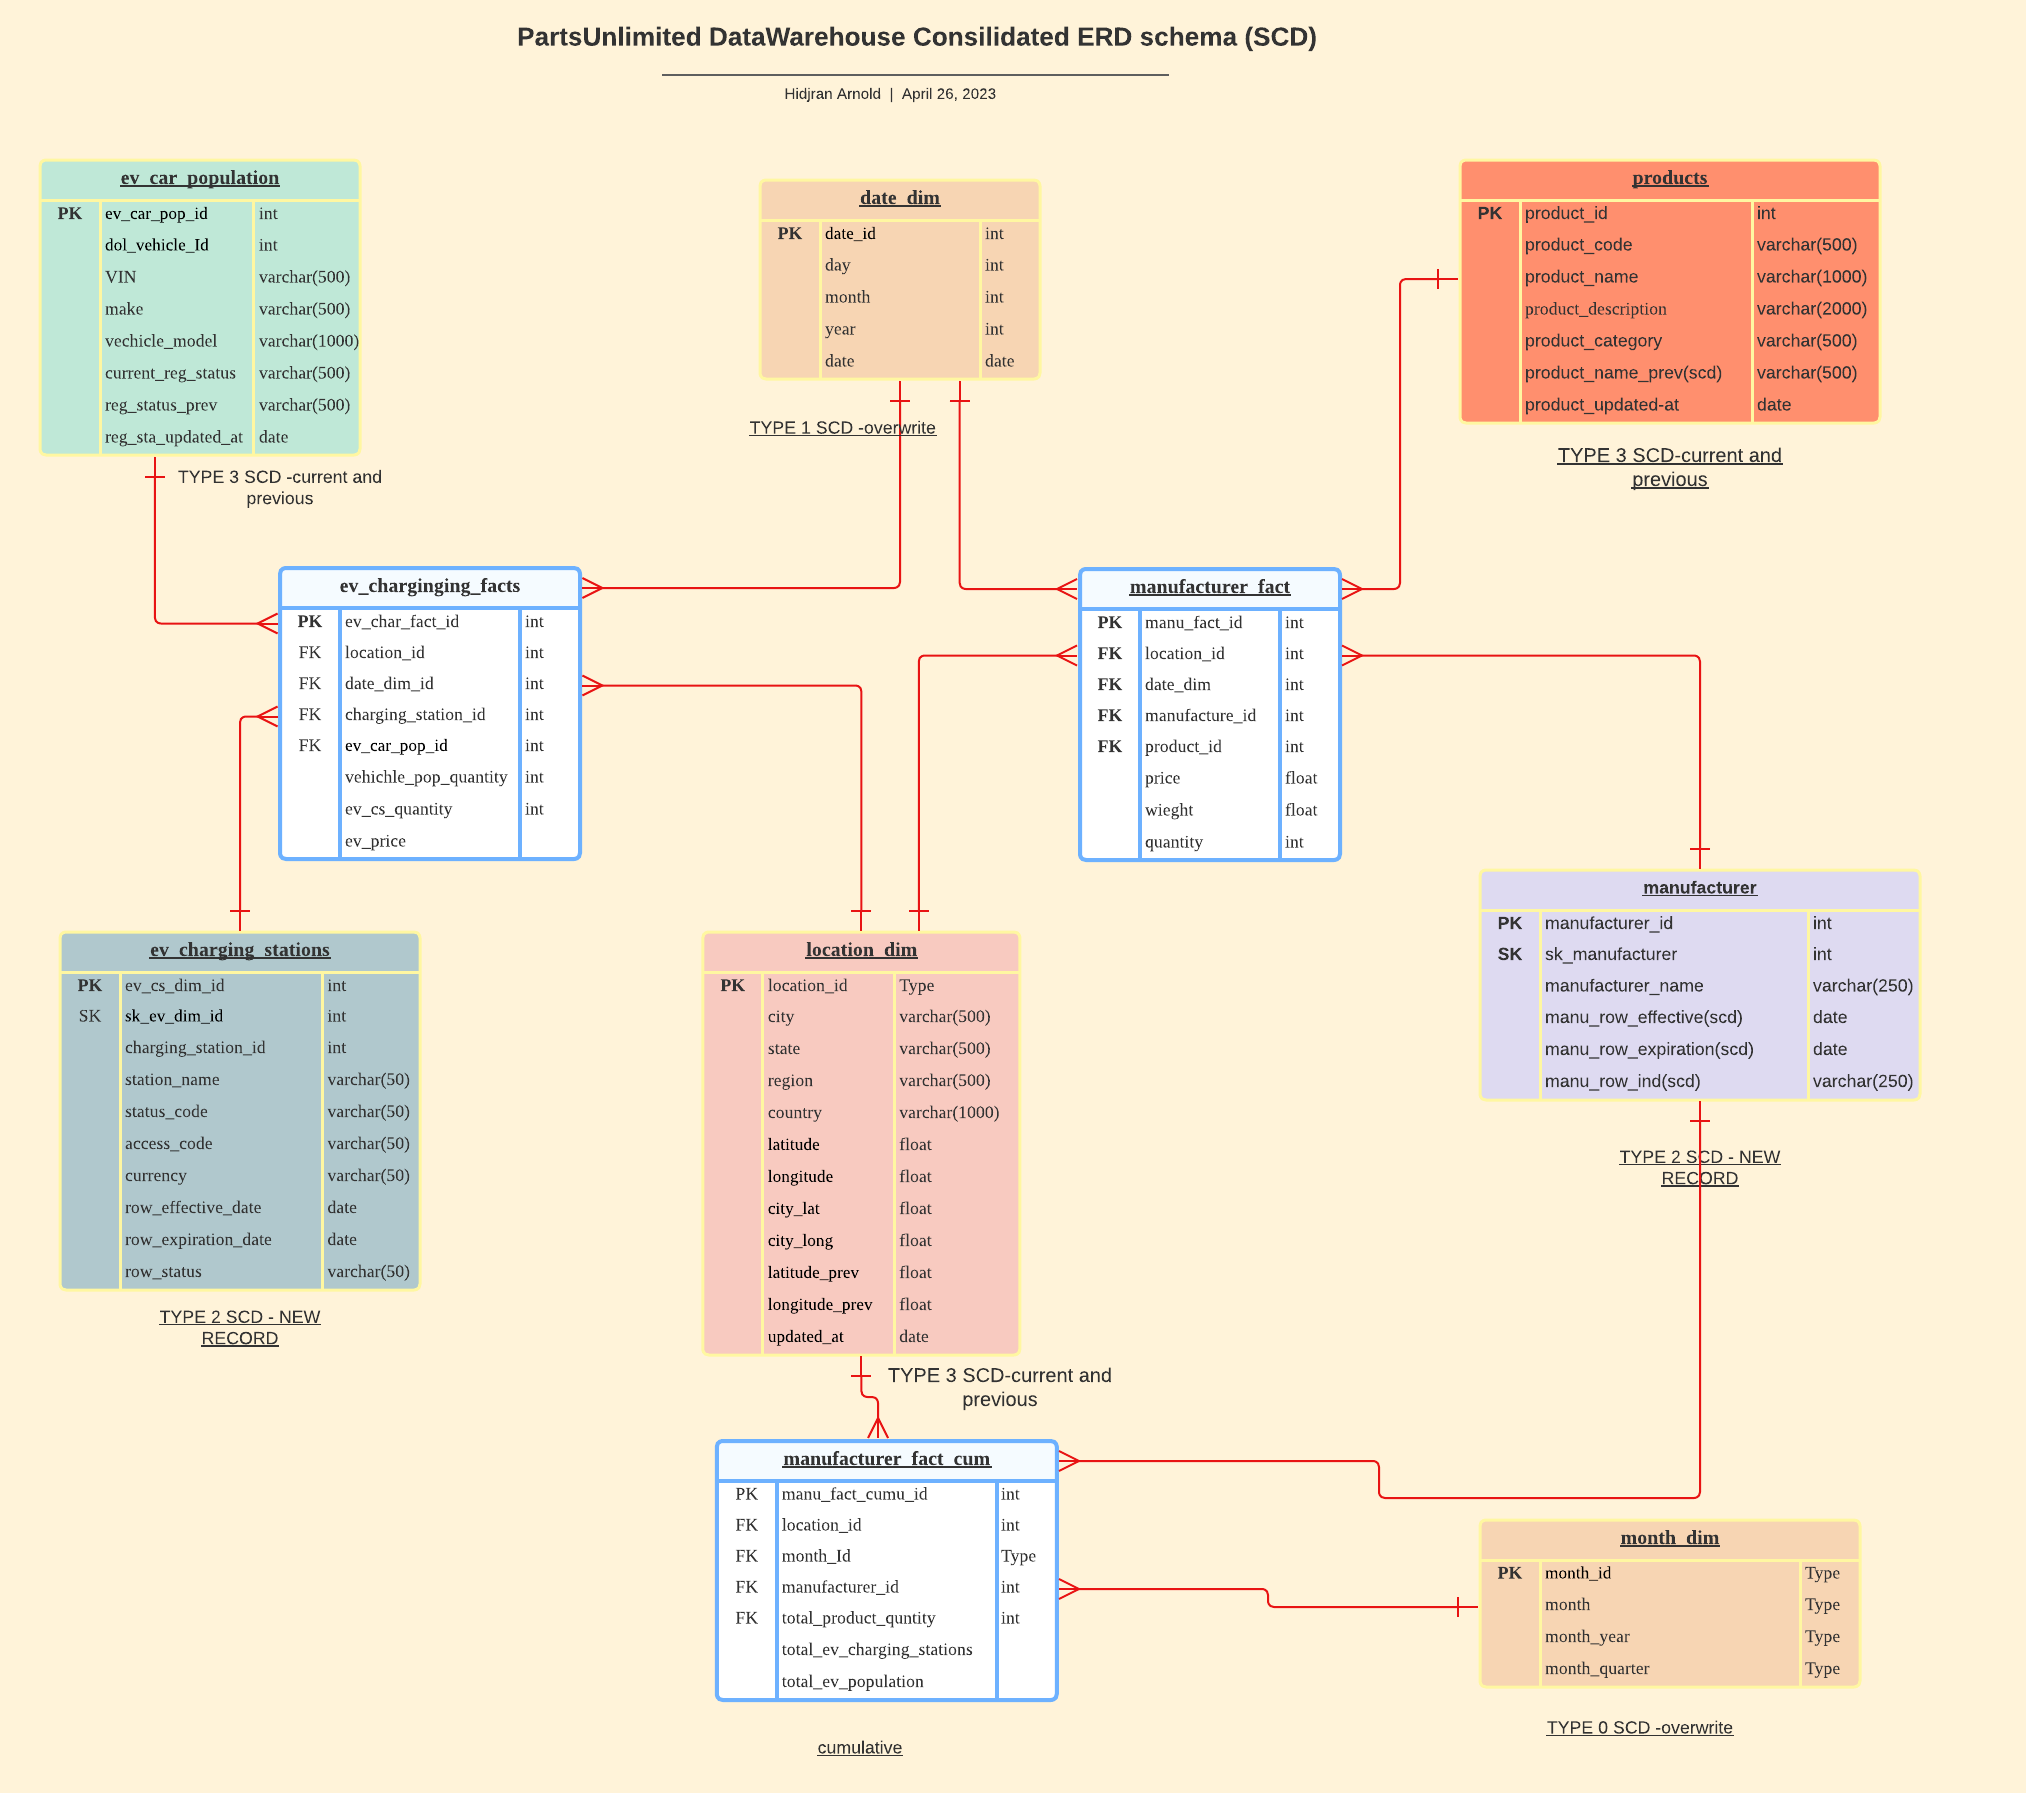 PartsUnlimited DataWarehouse Consilidated ERD schema (SCD)
Hidjran Arnold | April 26, 2023
ev_car_population
PK ev_car_pop_id int
dol_vehicle_Id int
VIN varchar(500)
make varchar(500)
vechicle_model varchar(1000)
current_reg_status varchar(500)
reg_status_prev varchar(500)
reg_sta_updated_at date
TYPE 3 SCD -current and
previous
date_dim
PK date_id int
day int
month int
year int
date date
TYPE 1 SCD -overwrite
products
PK product_id int
product_code varchar(500)
product_name varchar(1000)
product_description varchar(2000)
product_category varchar(500)
product_name_prev(scd) varchar(500)
product_updated-at date
TYPE 3 SCD-current and
previous
ev_charginging_facts
PK ev_char_fact_id int
FK location_id int
FK date_dim_id int
FK charging_station_id int
FK ev_car_pop_id int
vehichle_pop_quantity int
ev_cs_quantity int
ev_price
manufacturer_fact
PK manu_fact_id int
FK location_id int
FK date_dim int
FK manufacture_id int
FK product_id int
price float
wieght float
quantity int
manufacturer
PK manufacturer_id int
SK sk_manufacturer int
manufacturer_name varchar(250)
manu_row_effective(scd) date
manu_row_expiration(scd) date
manu_row_ind(scd) varchar(250)
TYPE 2 SCD - NEW
RECORD
ev_charging_stations
PK ev_cs_dim_id int
SK sk_ev_dim_id int
charging_station_id int
station_name varchar(50)
status_code varchar(50)
access_code varchar(50)
currency varchar(50)
row_effective_date date
row_expiration_date date
row_status varchar(50)
TYPE 2 SCD - NEW
RECORD
location_dim
PK location_id Type
city varchar(500)
state varchar(500)
region varchar(500)
country varchar(1000)
latitude float
longitude float
city_lat float
city_long float
latitude_prev float
longitude_prev float
updated_at date
TYPE 3 SCD-current and
previous
manufacturer_fact_cum
PK manu_fact_cumu_id int
FK location_id int
FK month_Id Type
FK manufacturer_id int
FK total_product_quntity int
total_ev_charging_stations
total_ev_population
cumulative
month_dim
PK month_id Type
month Type
month_year Type
month_quarter Type
TYPE 0 SCD -overwrite